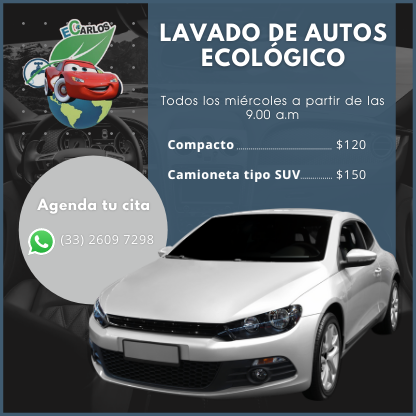 ECARLOS
LAVADO DE AUTOS
ECOLÓGICO
Todos los miércoles a partir de las
9.00 a.m
Compacto ........................................ $120
Camioneta tipo SUV............... $150
Agenda tu cita
(33) 2609 7298